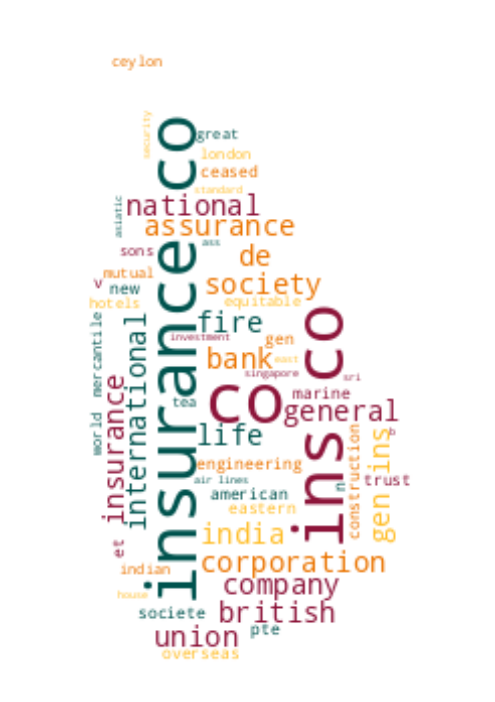 ceylon
security
insurance co
great
london
ceased
standard
asiatic
national
assurance
ass
sons
de
mutual
v
new
society
hotels
equitable
ins co
fire
world mercantile
international
investment
gen
bank
east
singapore
sri
insurance
tea
co
marine
general
life
b
gen ins
construction
engineering
trust
air lines
american
eastern
india
et
indian
corporation
company
house
societe
british
pte
union
overseas